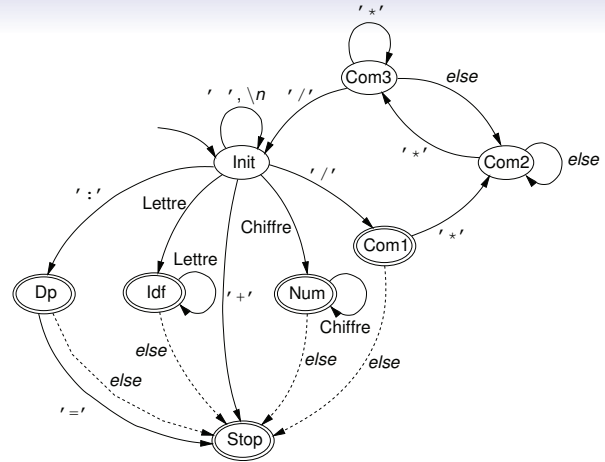 '*'
Com3
else
' ', \n
'/'
'*'
Com2
else
Init
':'
Lettre
'/'
Chiffre
Com1
'*'
Lettre
Dp
Idf
'+'
Num
Chiffre
else
else
else
else
'='
Stop